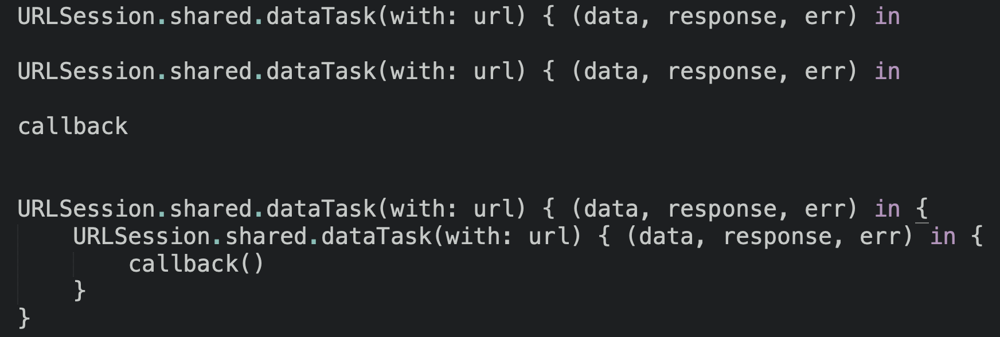 URLSession.shared.dataTask(with: url) { (data, response, err) in
URLSession.shared.dataTask(with: url) { (data, response, err) in
callback
URLSession.shared.dataTask(with: url) { (data, response, err) in {
    URLSession.shared.dataTask(with: url) { (data, response, err) in {
        callback()
    }
}